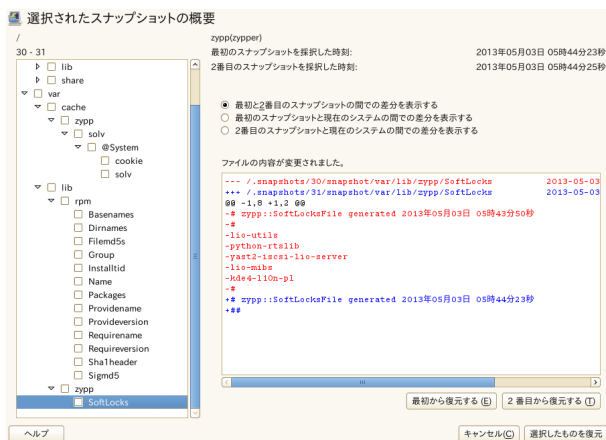 選択されたスナップショットの概要
/
30 - 31
lib
share
var
cache
zypp
solv
@System
cookie
solv
lib
rpm
Basenames
Dirnames
Filemd5s
Group
Installtid
Name
Packages
Providename
Provideversion
Requirename
Requireversion
Sha1header
Sigmd5
zypp
SoftLocks
zypp(zypper)
最初のスナップショットを採択した時刻: 2013年05月03日 05時44分23秒
2番目のスナップショットを採択した時刻: 2013年05月03日 05時44分25秒
最初と2番目のスナップショットの間での差分を表示する
最初のスナップショットと現在のシステムの間での差分を表示する
2番目のスナップショットと現在のシステムの間での差分を表示する
ファイルの内容が変更されました。
--- /.snapshots/30/snapshot/var/lib/zypp/SoftLocks 2013-05-03
+++ /.snapshots/31/snapshot/var/lib/zypp/SoftLocks 2013-05-03
@@ -1,8 +1,2 @@
-# zypp::SoftLocksFile generated 2013年05月03日 05時43分50秒
-#
-lio-utils
-python-rtslib
-yast2-iscsi-lio-server
-lio-mibs
-kde4-l10n-pl
-#
+# zypp::SoftLocksFile generated 2013年05月03日 05時44分23秒
+##
最初から復元する (E) 2 番目から復元する (T)
ヘルプ キャンセル(C) 選択したものを復元